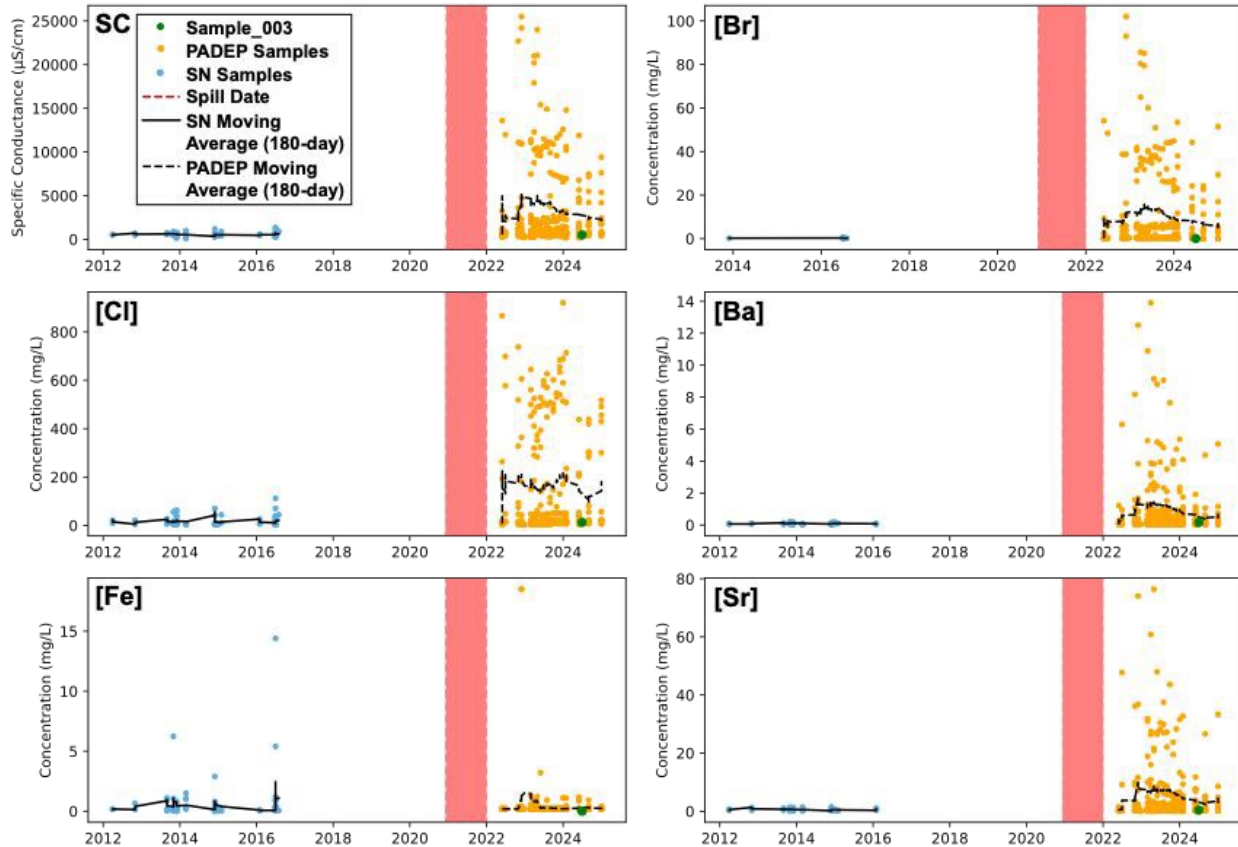 SC
Specific Conductance (µS/cm)
25000
20000
15000
10000
5000
0
Sample_003
PADEP Samples
SN Samples
Spill Date
SN Moving
Average (180-day)
PADEP Moving
Average (180-day)
2012 2014 2016 2018 2020 2022 2024
[Br]
Concentration (mg/L)
100
80
60
40
20
0
2014 2016 2018 2020 2022 2024
[Cl]
Concentration (mg/L)
800
600
400
200
0
2012 2014 2016 2018 2020 2022 2024
[Ba]
Concentration (mg/L)
14
12
10
8
6
4
2
0
2012 2014 2016 2018 2020 2022 2024
[Fe]
Concentration (mg/L)
15
10
5
0
2012 2014 2016 2018 2020 2022 2024
[Sr]
Concentration (mg/L)
80
60
40
20
0
2012 2014 2016 2018 2020 2022 2024